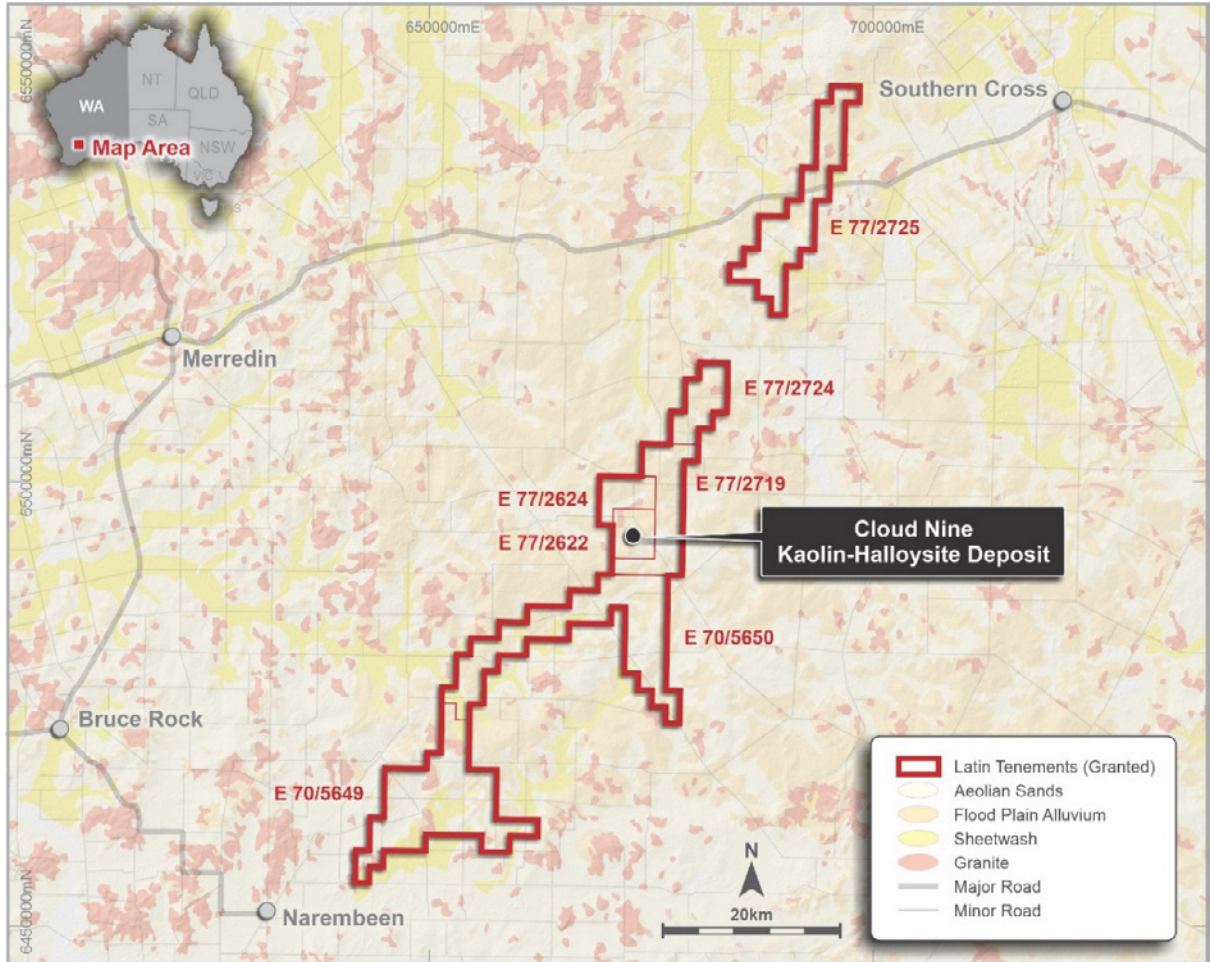 650000mE
700000mE
6550000mN
NT
QLD
WA
SA
NSW
VIC
Map Area
Southern Cross
E 77/2725
Merredin
E 77/2724
E 77/2624
E 77/2719
6500000mN
E 77/2622
Cloud Nine
Kaolin-Halloysite Deposit
E 70/5650
Bruce Rock
E 70/5649
Narembeen
6450000mN
N
20km
Latin Tenements (Granted)
Aeolian Sands
Flood Plain Alluvium
Sheetwash
Granite
Major Road
Minor Road